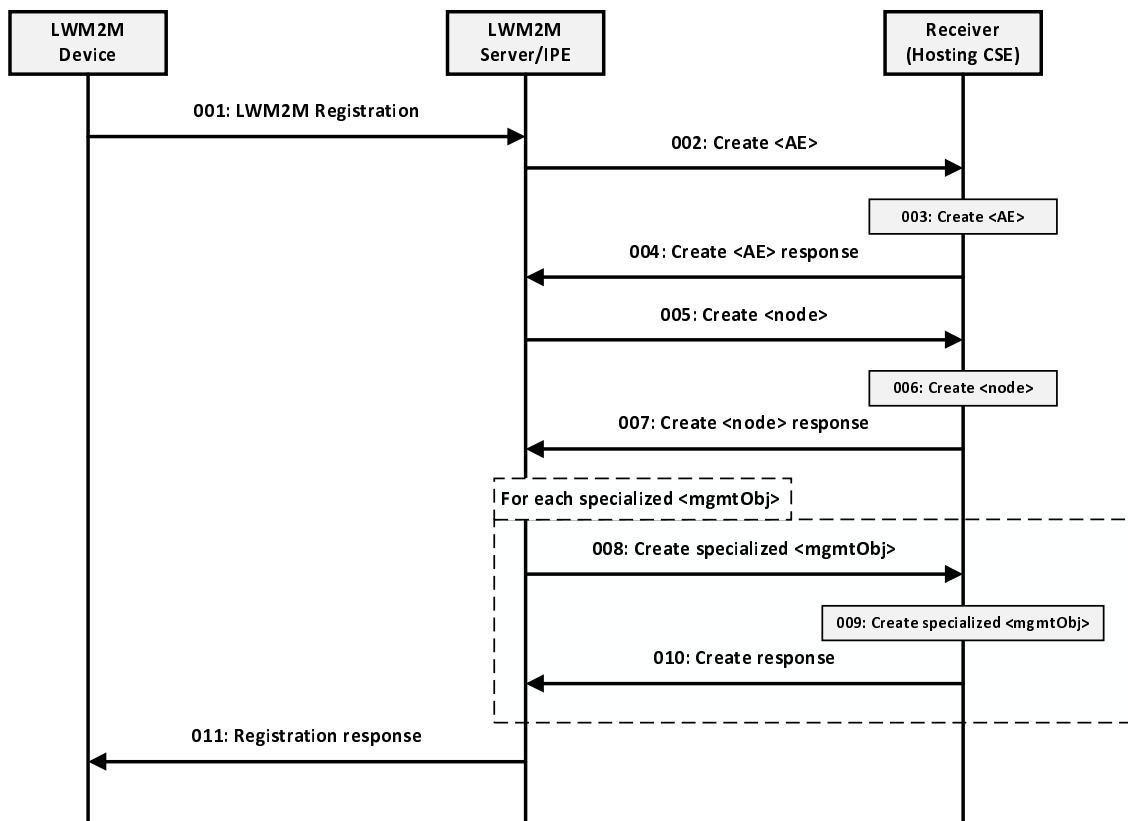 LWM2M
Device
LWM2M
Server/IPE
Receiver
(Hosting CSE)
001: LWM2M Registration
002: Create <AE>
003: Create <AE>
004: Create <AE> response
005: Create <node>
006: Create <node>
007: Create <node> response
For each specialized <mgmtObj>
008: Create specialized <mgmtObj>
009: Create specialized <mgmtObj>
010: Create response
011: Registration response